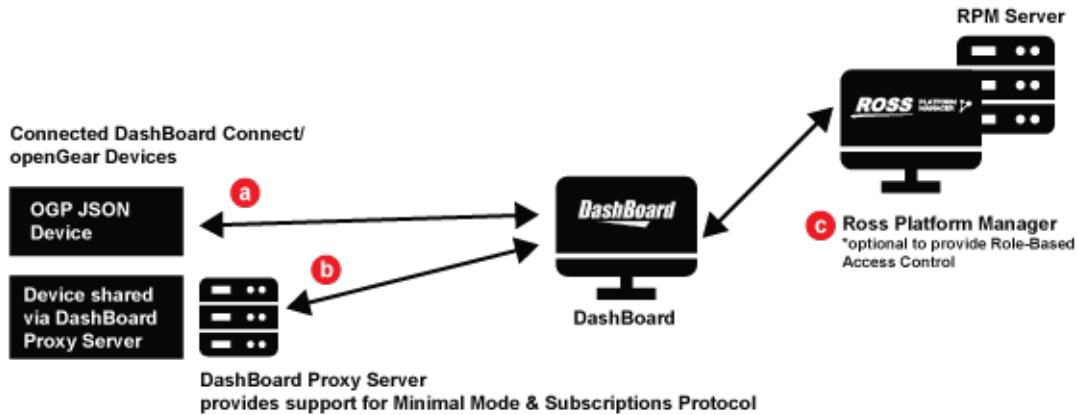 RPM Server
ROSS PLATFORM
MANAGER
Connected DashBoard Connect/
openGear Devices
a
OGP JSON
Device
DashBoard
c Ross Platform Manager
*optional to provide Role-Based
Access Control
b
Device shared
via DashBoard
Proxy Server
DashBoard
DashBoard Proxy Server
provides support for Minimal Mode & Subscriptions Protocol